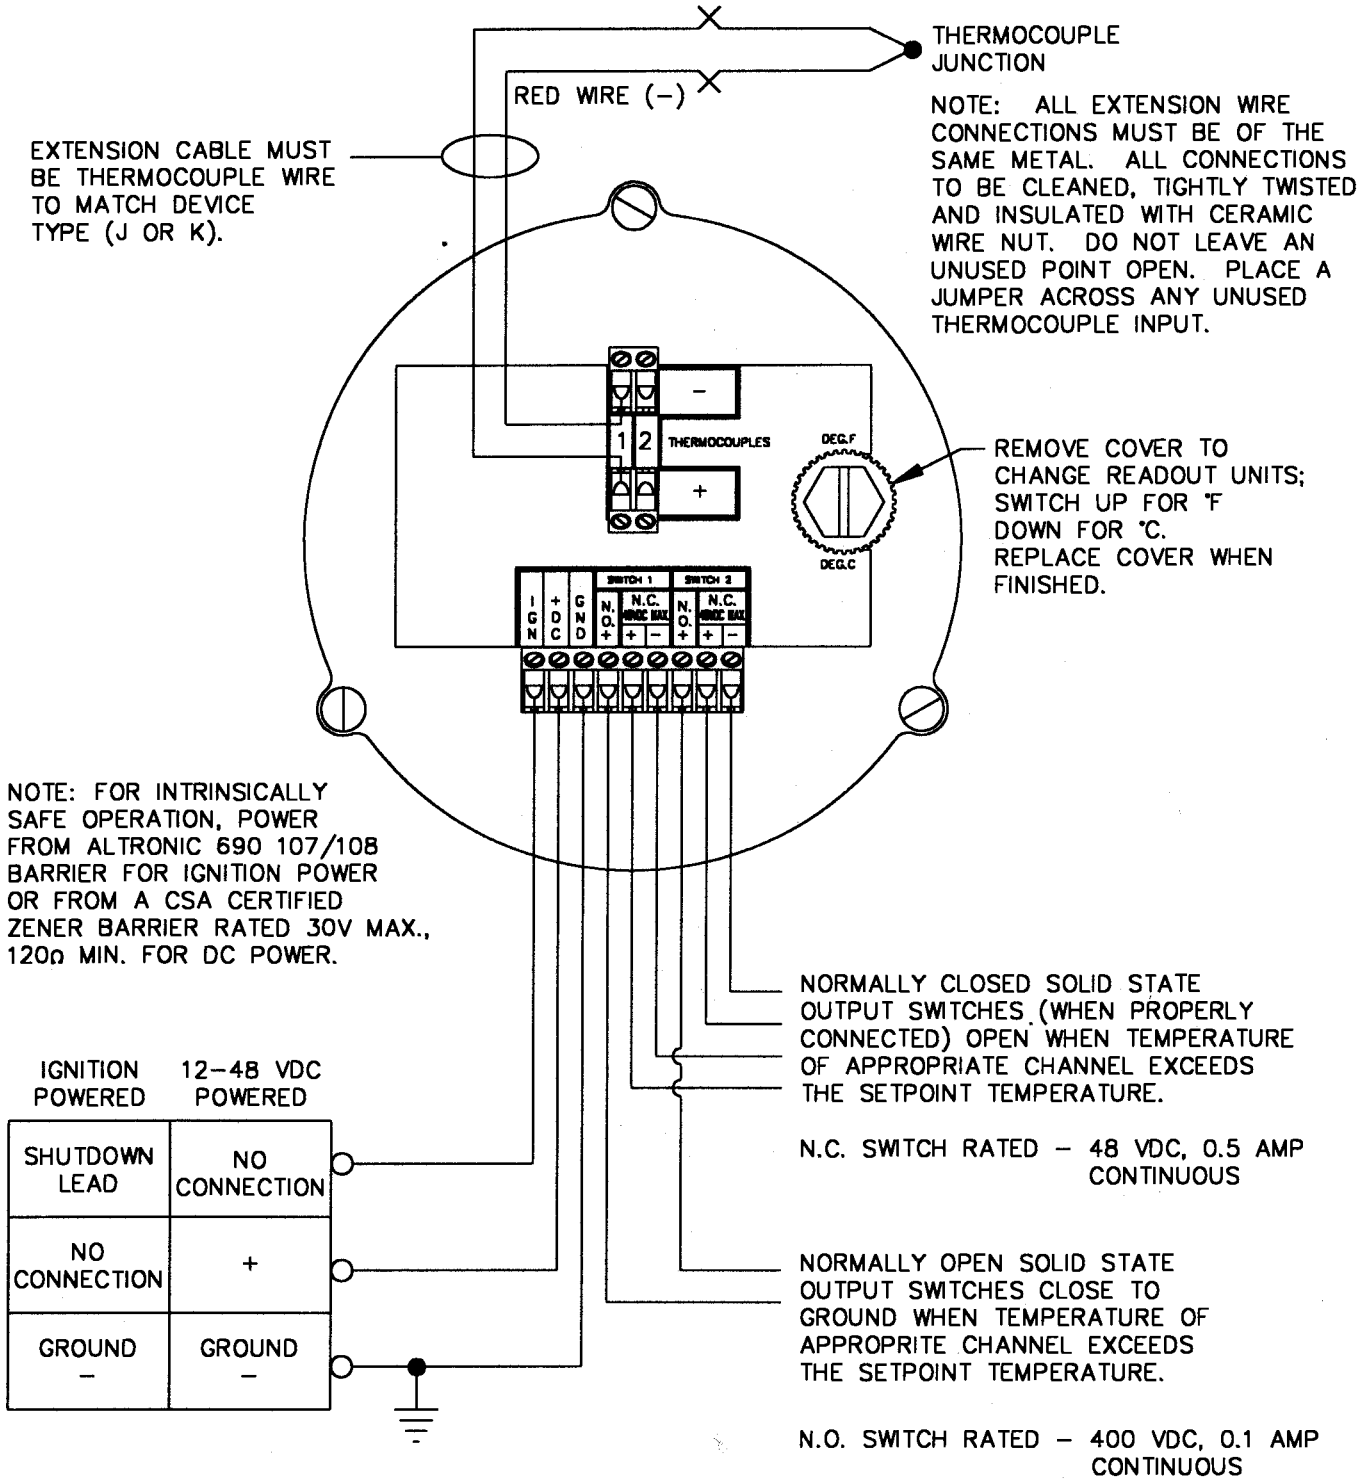 THERMOCOUPLE
JUNCTION
RED WIRE (-)
NOTE: ALL EXTENSION WIRE
CONNECTIONS MUST BE OF THE
SAME METAL. ALL CONNECTIONS
TO BE CLEANED, TIGHTLY TWISTED
AND INSULATED WITH CERAMIC
WIRE NUT. DO NOT LEAVE AN
UNUSED POINT OPEN. PLACE A
JUMPER ACROSS ANY UNUSED
THERMOCOUPLE INPUT.
EXTENSION CABLE MUST
BE THERMOCOUPLE WIRE
TO MATCH DEVICE
TYPE (J OR K).
-
1 2 THERMOCOUPLES
+
DEG.F
DEG.C
REMOVE COVER TO
CHANGE READOUT UNITS;
SWITCH UP FOR °F
DOWN FOR °C.
REPLACE COVER WHEN
FINISHED.
SWITCH 1 SWITCH 2
IGN +DC GND N.O.+ N.C. 48VDC MAX. + - N.O.+ N.C. 48VDC MAX. + -
NOTE: FOR INTRINSICALLY
SAFE OPERATION, POWER
FROM ALTRONIC 690 107/108
BARRIER FOR IGNITION POWER
OR FROM A CSA CERTIFIED
ZENER BARRIER RATED 30V MAX.,
120Ω MIN. FOR DC POWER.
NORMALLY CLOSED SOLID STATE
OUTPUT SWITCHES (WHEN PROPERLY
CONNECTED) OPEN WHEN TEMPERATURE
OF APPROPRIATE CHANNEL EXCEEDS
THE SETPOINT TEMPERATURE.
N.C. SWITCH RATED - 48 VDC, 0.5 AMP
CONTINUOUS
IGNITION
POWERED
12-48 VDC
POWERED
SHUTDOWN
LEAD
NO
CONNECTION
NO
CONNECTION
+
GROUND
-
GROUND
-
NORMALLY OPEN SOLID STATE
OUTPUT SWITCHES CLOSE TO
GROUND WHEN TEMPERATURE OF
APPROPRITE CHANNEL EXCEEDS
THE SETPOINT TEMPERATURE.
N.O. SWITCH RATED - 400 VDC, 0.1 AMP
CONTINUOUS